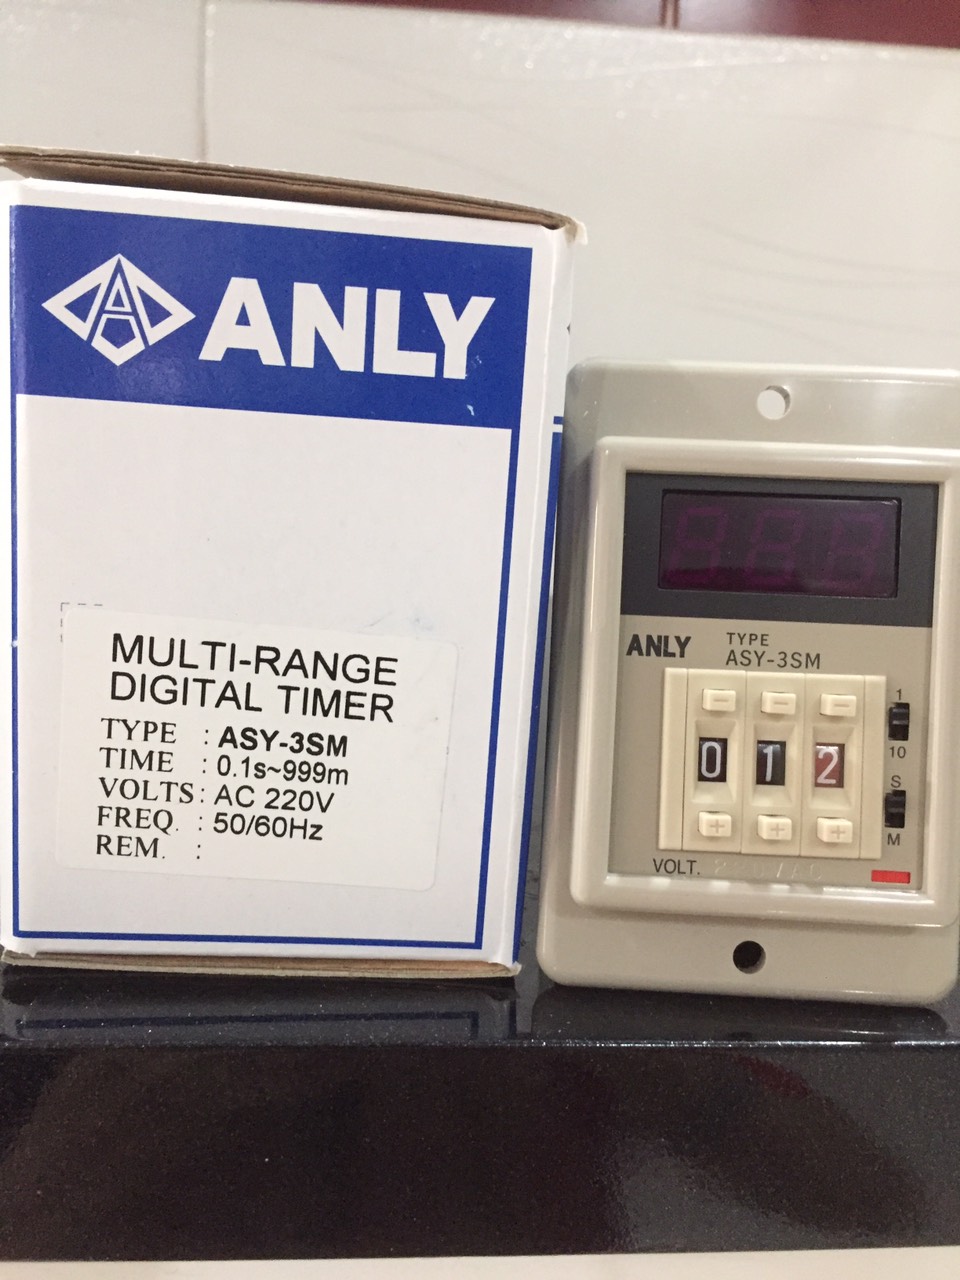 ANLY
MULTI-RANGE
DIGITAL TIMER
TYPE : ASY-3SM
TIME : 0.1s~999m
VOLTS : AC 220V
FREQ. : 50/60Hz
REM. :
ANLY
TYPE
ASY-3SM
1
10
S
M
- - -
0 1 2
+ + +
VOLT. 220VAC